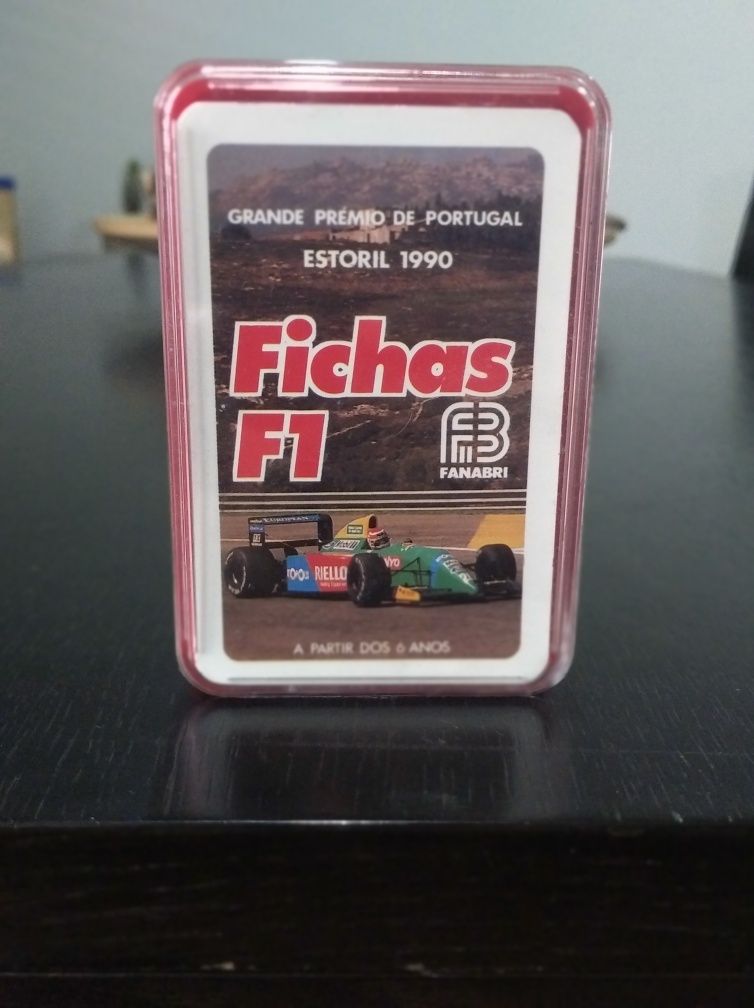 GRANDE PRÉMIO DE PORTUGAL
ESTORIL 1990
Fichas
F1
FANABRI
RIELLO
A PARTIR DOS 6 ANOS